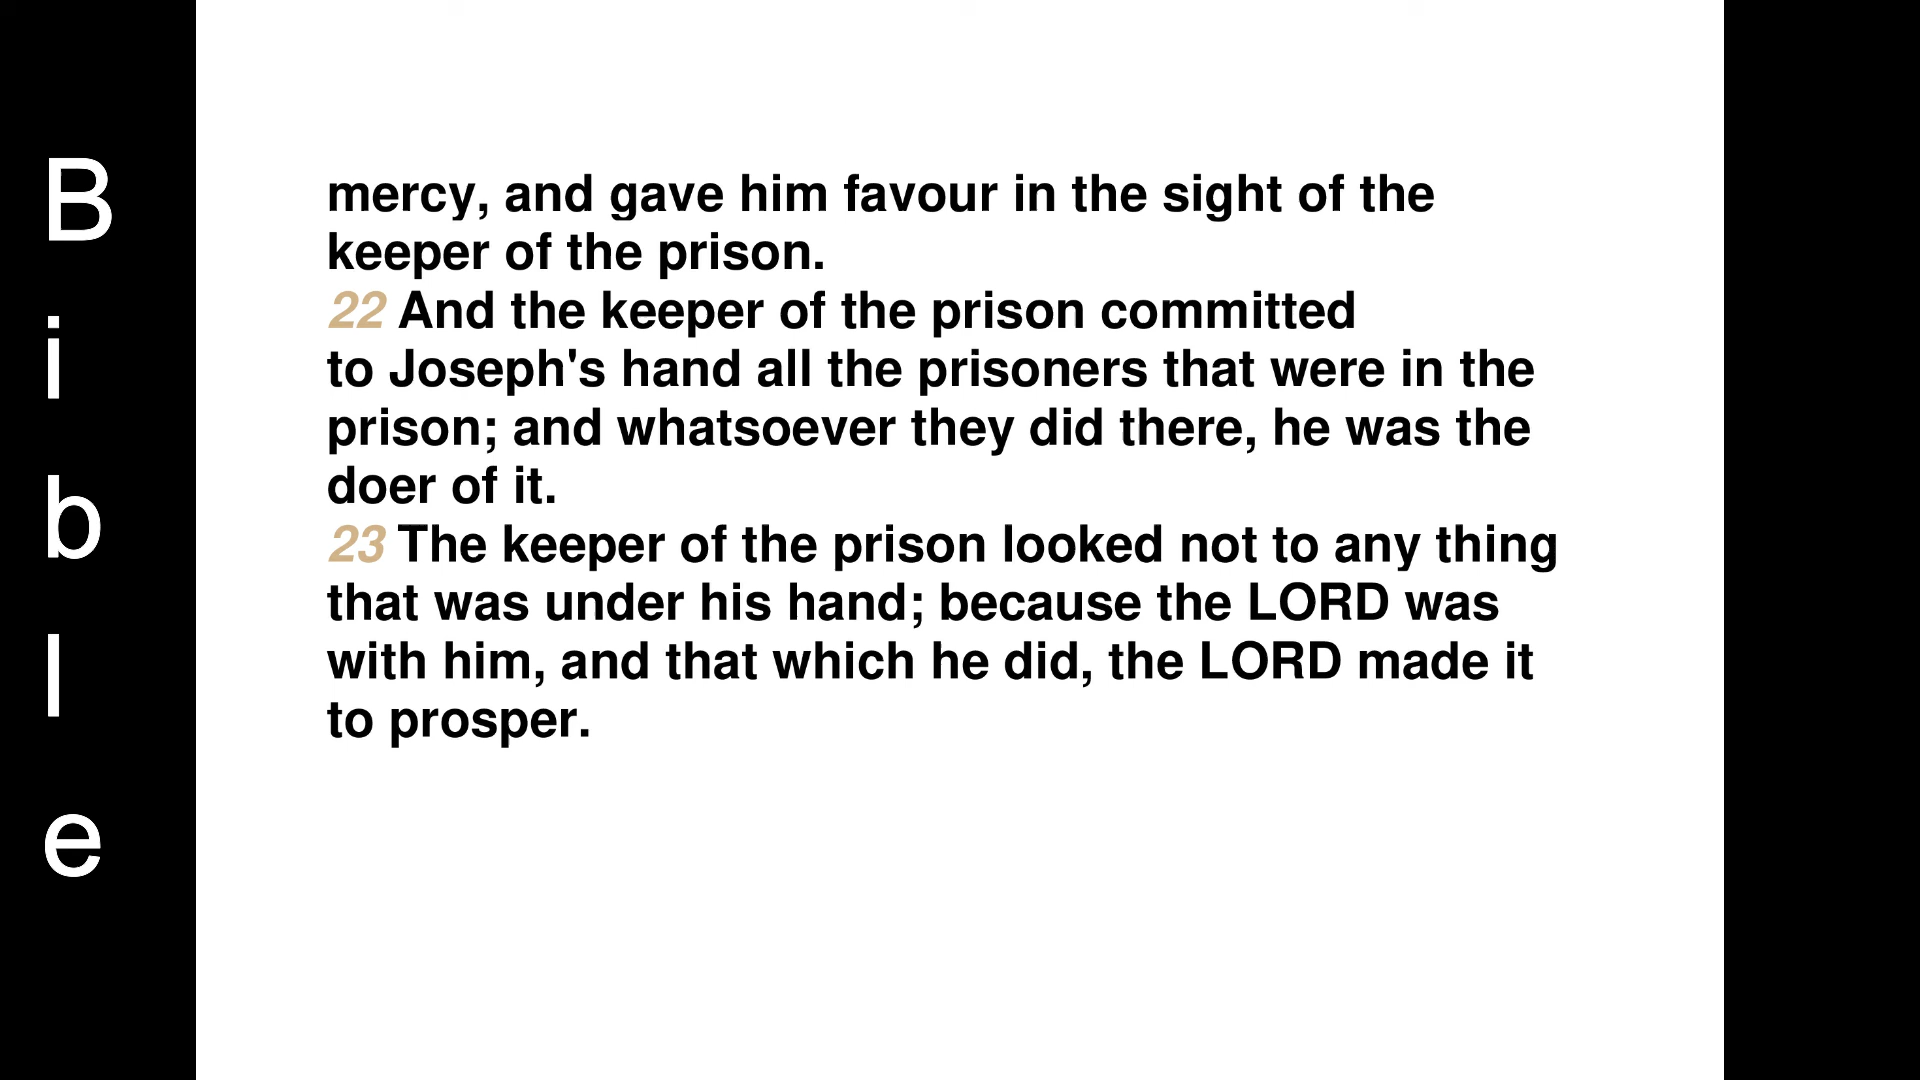 Bible
mercy, and gave him favour in the sight of the
keeper of the prison.
22 And the keeper of the prison committed
to Joseph's hand all the prisoners that were in the
prison; and whatsoever they did there, he was the
doer of it.
23 The keeper of the prison looked not to any thing
that was under his hand; because the LORD was
with him, and that which he did, the LORD made it
to prosper.